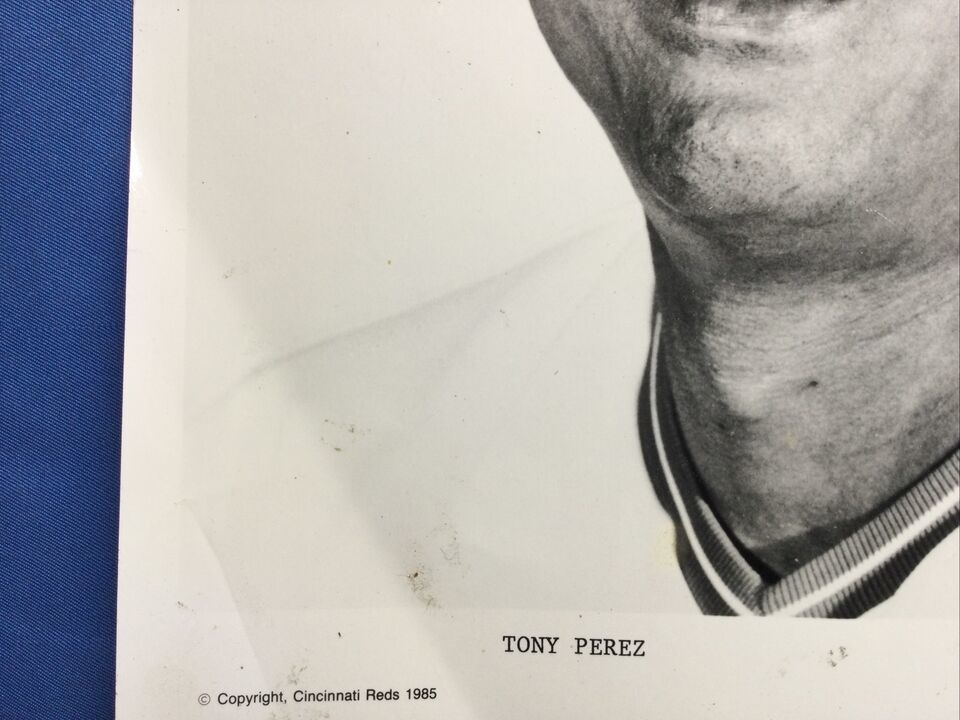 TONY PEREZ
© Copyright, Cincinnati Reds 1985